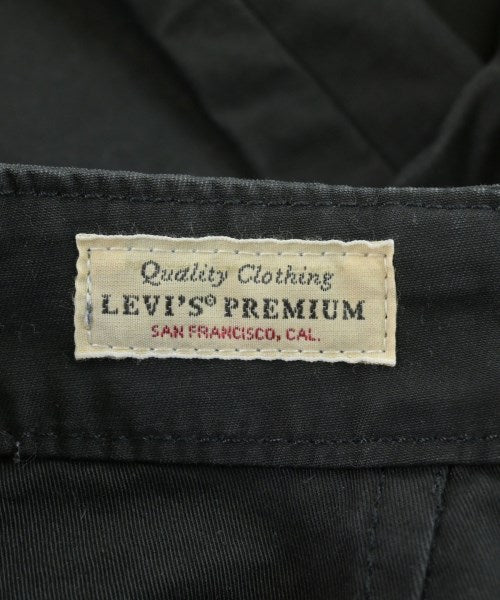 Quality Clothing
LEVI'S® PREMIUM
SAN FRANCISCO, CAL.